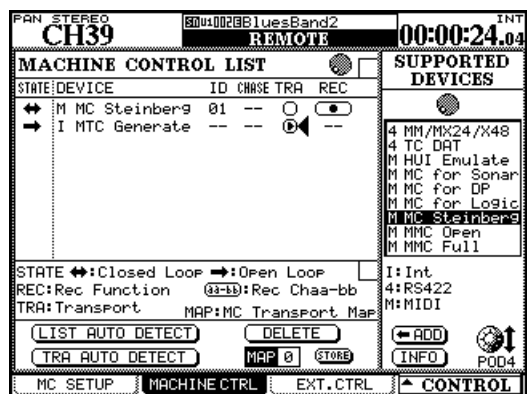 PAN STEREO
CH39
BluesBand2
REMOTE
INT
00:00:24.04
MACHINE CONTROL LIST
STATE DEVICE ID CHASE TRA REC
M MC Steinberg 01 --
I MTC Generate -- -- --
SUPPORTED
DEVICES
4 MM/MX24/X48
4 TC DAT
M HUI Emulate
M MC for Sonar
M MC for DP
M MC for Logic
M MC Steinberg
M MMC Open
M MMC Full
STATE ↔:Closed Loop ➡:Open Loop
REC:Rec Function aa-bb:Rec Chaa-bb
TRA:Transport MAP:MC Transport Map
I:Int
4:RS422
M:MIDI
LIST AUTO DETECT DELETE
TRA AUTO DETECT MAP 0 STORE
← ADD
INFO POD4
MC SETUP MACHINE CTRL EXT.CTRL CONTROL